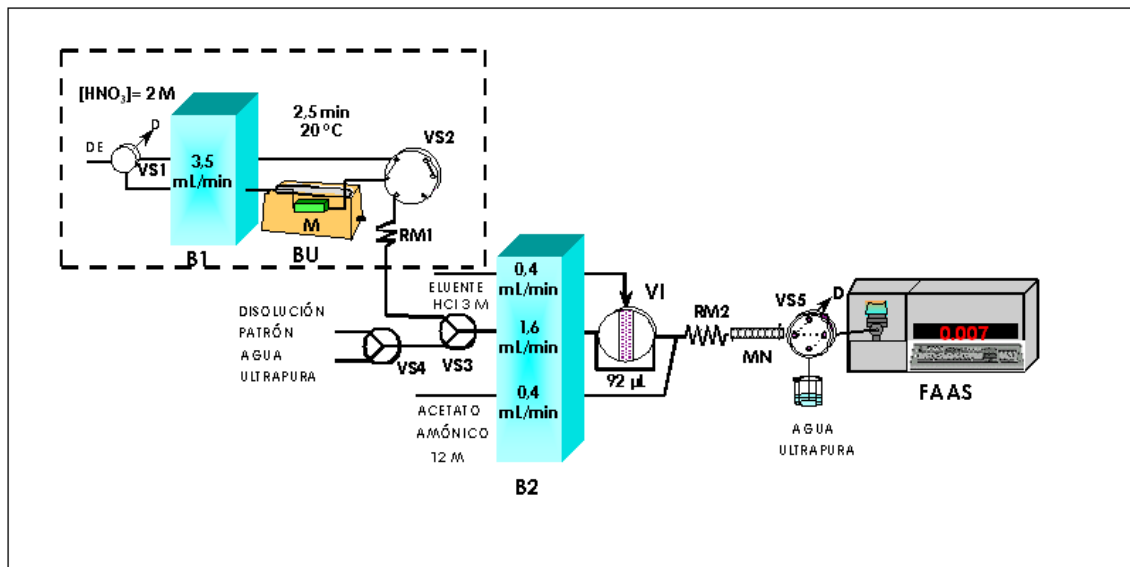 [HNO3]= 2 M
2,5 min
20 ºC
DE
D
VS1
3,5
mL/min
VS2
M
B1
BU
RM1
ELUENTE
HCl 3 M
0,4
mL/min
VI
DISOLUCIÓN
PATRÓN
AGUA
ULTRAPURA
VS4
VS3
1,6
mL/min
92 µL
RM2
MN
VS5
D
0.007
FAAS
ACETATO
AMÓNICO
12 M
0,4
mL/min
B2
AGUA
ULTRAPURA